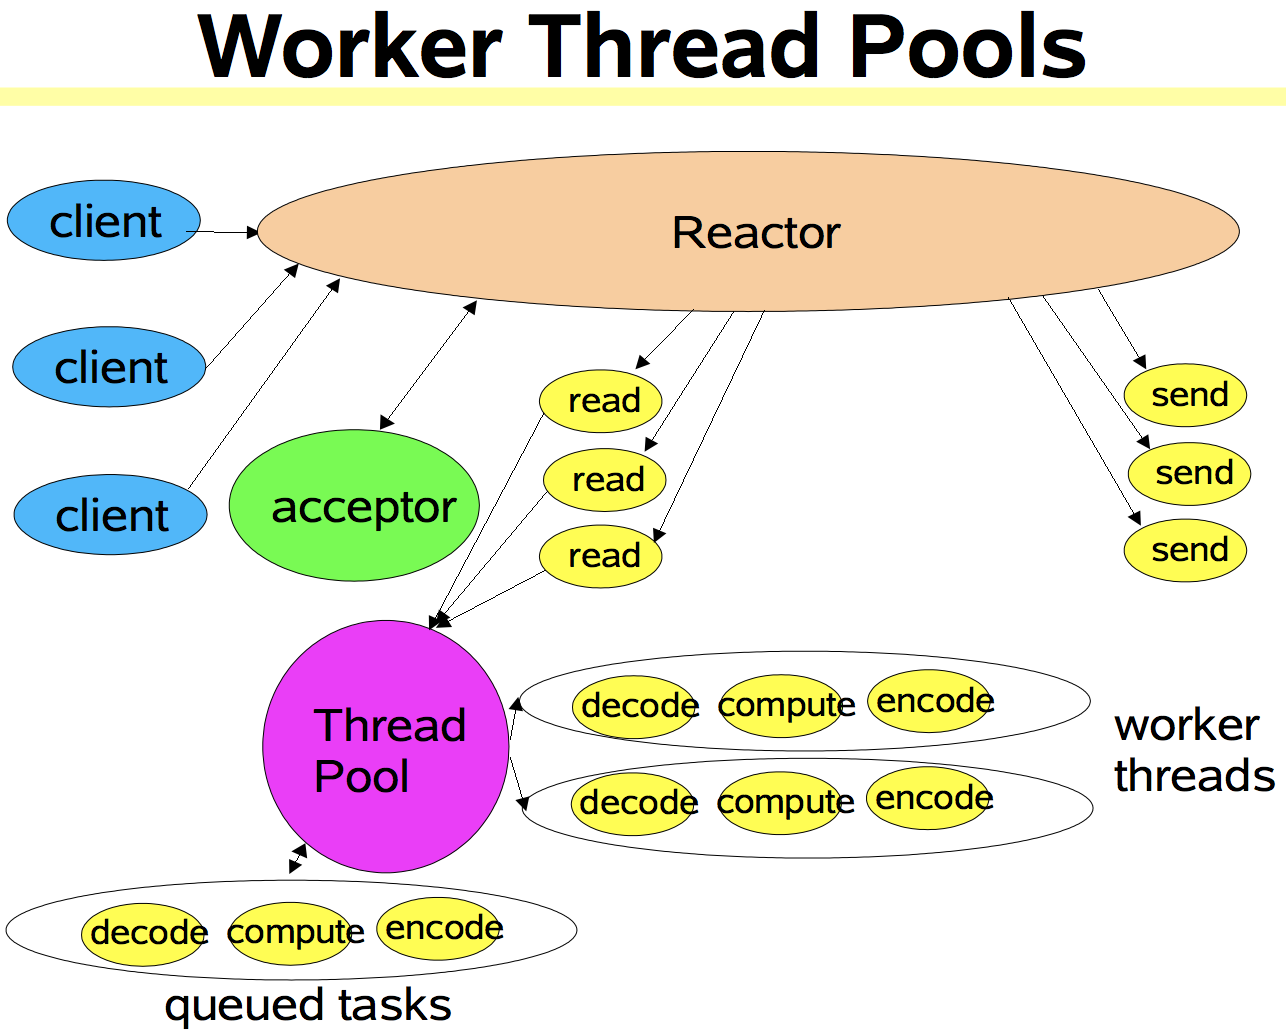 Worker Thread Pools
client
Reactor
client
client
acceptor
read
read
read
send
send
send
Thread
Pool
decode compute encode
decode compute encode
worker
threads
decode compute encode
queued tasks